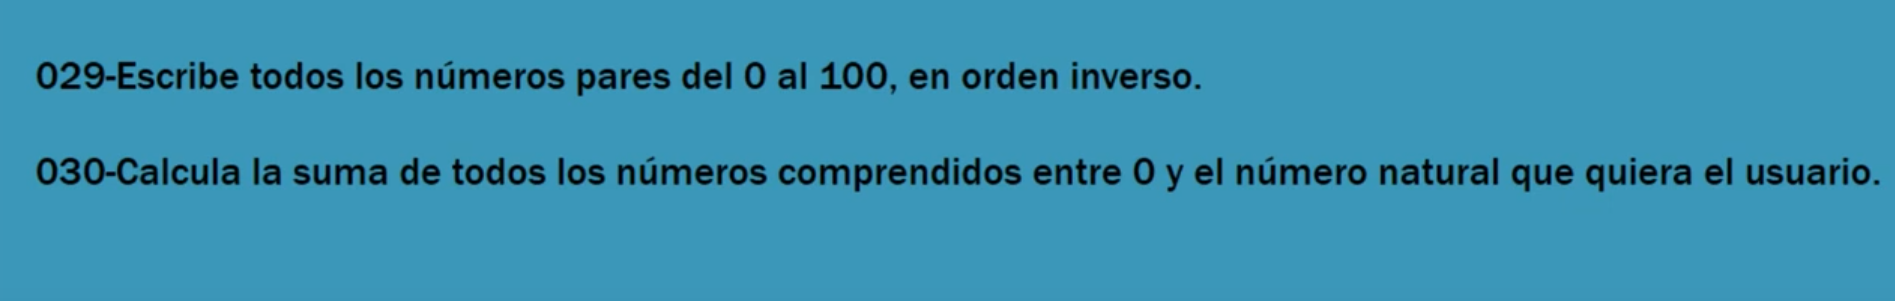 029-Escribe todos los números pares del 0 al 100, en orden inverso.
030-Calcula la suma de todos los números comprendidos entre 0 y el número natural que quiera el usuario.